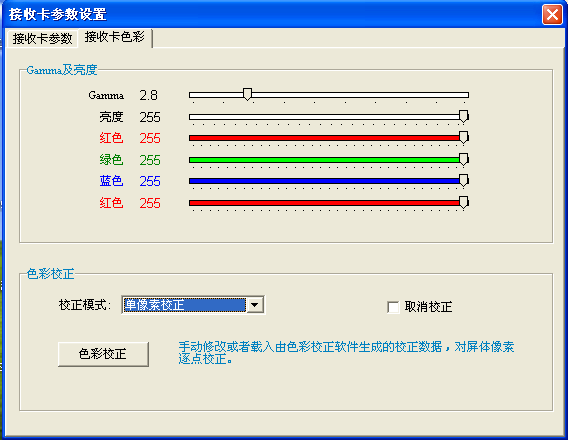 接收卡参数设置
接收卡参数 接收卡色彩
Gamma及亮度
Gamma 2.8
亮度 255
红色 255
绿色 255
蓝色 255
红色 255
色彩校正
校正模式: 单像素校正 取消校正
色彩校正 手动修改或者载入由色彩校正软件生成的校正数据，对屏体像素
逐点校正。